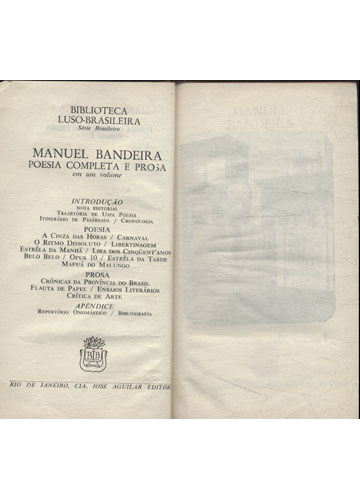 BIBLIOTECA
LUSO-BRASILEIRA
Série Brasileira
MANUEL BANDEIRA
POESIA COMPLETA E PROSA
em um volume
INTRODUÇÃO
NOTA EDITORIAL
TRAJETÓRIA DE UMA POESIA
ITINERÁRIO DE PASÁRGADA / CRONOLOGIA
POESIA
A CINZA DAS HORAS / CARNAVAL
O RITMO DISSOLUTO / LIBERTINAGEM
ESTRÊLA DA MANHÃ / LIRA DOS CINQÜENT'ANOS
BELO BELO / OPUS 10 / ESTRÊLA DA TARDE
MAFUÁ DO MALUNGO
PROSA
CRÔNICAS DA PROVÍNCIA DO BRASIL
FLAUTA DE PAPEL / ENSAIOS LITERÁRIOS
CRÍTICA DE ARTE
APÊNDICE
REPERTÓRIO ONOMÁSTICO / BIBLIOGRAFIA
RIO DE JANEIRO, CIA. JOSÉ AGUILAR EDITÔR